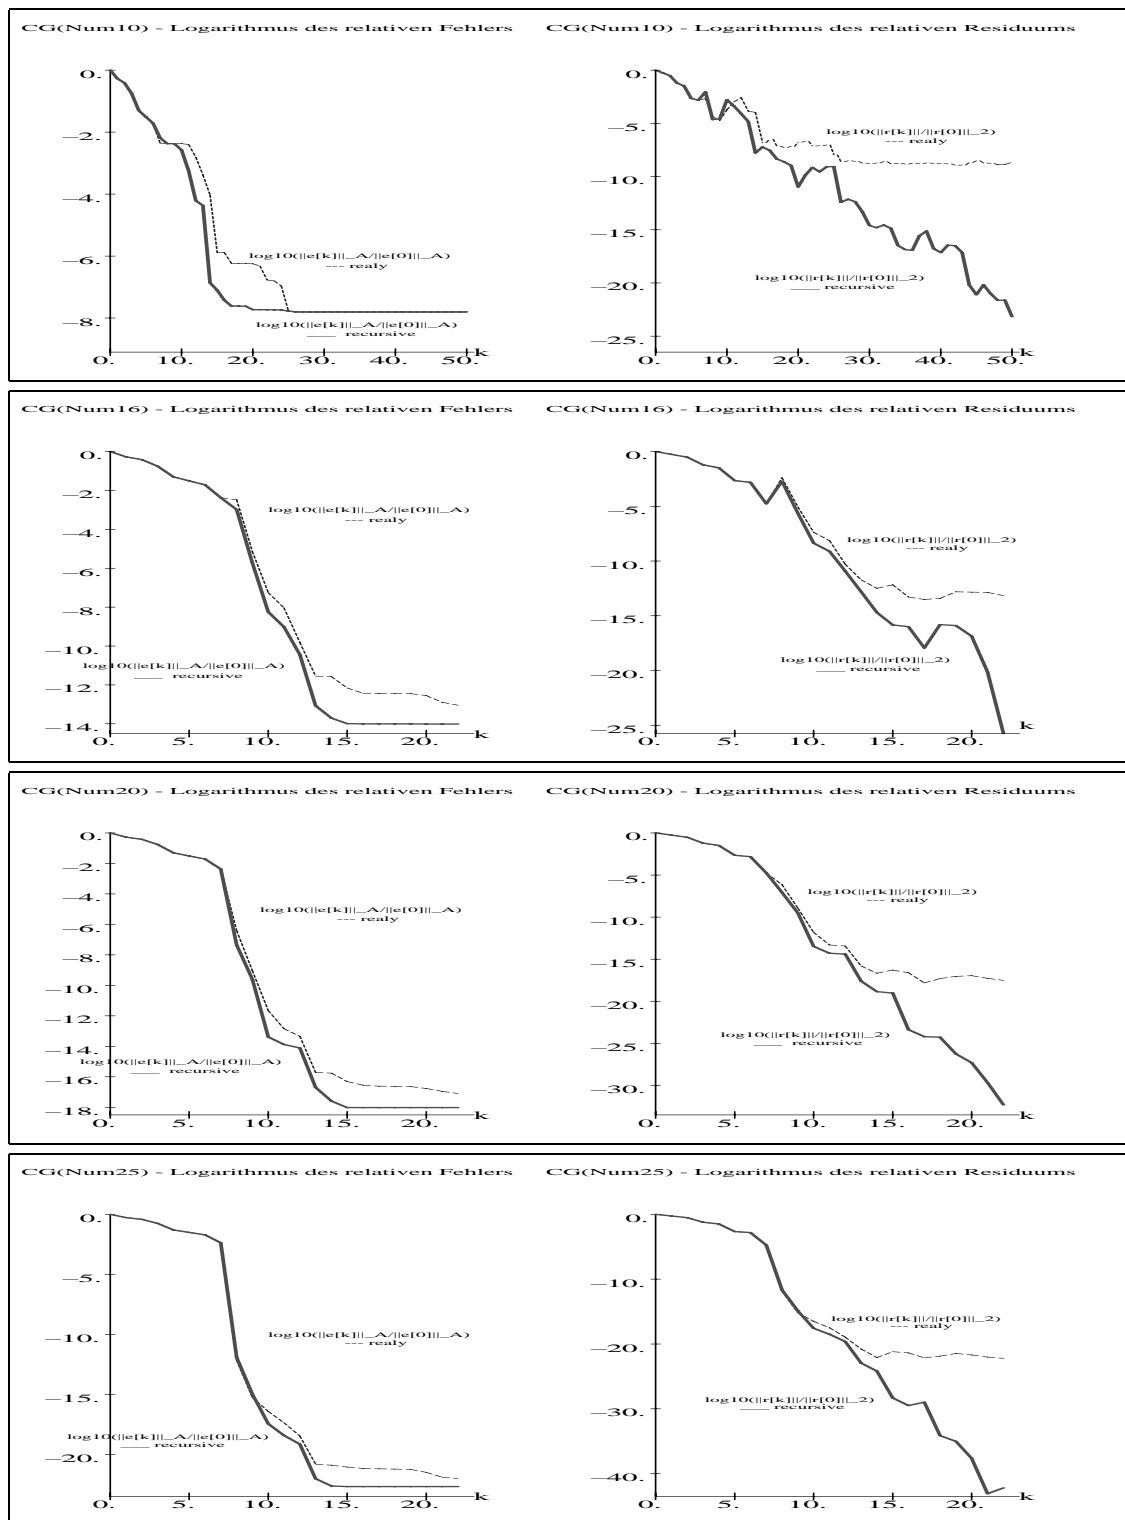 CG(Num10) - Logarithmus des relativen Fehlers
0.
−2.
−4.
−6.
−8.
log10(||e[k]||_A/||e[0]||_A)
--- realy
log10(||e[k]||_A/||e[0]||_A)
___ recursive
0. 10. 20. 30. 40. 50. k
CG(Num10) - Logarithmus des relativen Residuums
0.
−5.
−10.
−15.
−20.
−25.
log10(||r[k]||/||r[0]||_2)
--- realy
log10(||r[k]||/||r[0]||_2)
___ recursive
0. 10. 20. 30. 40. 50. k
CG(Num16) - Logarithmus des relativen Fehlers
0.
−2.
−4.
−6.
−8.
−10.
−12.
−14.
log10(||e[k]||_A/||e[0]||_A)
--- realy
log10(||e[k]||_A/||e[0]||_A)
___ recursive
0. 5. 10. 15. 20. k
CG(Num16) - Logarithmus des relativen Residuums
0.
−5.
−10.
−15.
−20.
−25.
log10(||r[k]||/||r[0]||_2)
--- realy
log10(||r[k]||/||r[0]||_2)
___ recursive
0. 5. 10. 15. 20. k
CG(Num20) - Logarithmus des relativen Fehlers
0.
−2.
−4.
−6.
−8.
−10.
−12.
−14.
−16.
−18.
log10(||e[k]||_A/||e[0]||_A)
--- realy
log10(||e[k]||_A/||e[0]||_A)
___ recursive
0. 5. 10. 15. 20. k
CG(Num20) - Logarithmus des relativen Residuums
0.
−5.
−10.
−15.
−20.
−25.
−30.
log10(||r[k]||/||r[0]||_2)
--- realy
log10(||r[k]||/||r[0]||_2)
___ recursive
0. 5. 10. 15. 20. k
CG(Num25) - Logarithmus des relativen Fehlers
0.
−5.
−10.
−15.
−20.
log10(||e[k]||_A/||e[0]||_A)
--- realy
log10(||e[k]||_A/||e[0]||_A)
___ recursive
0. 5. 10. 15. 20. k
CG(Num25) - Logarithmus des relativen Residuums
0.
−10.
−20.
−30.
−40.
log10(||r[k]||/||r[0]||_2)
--- realy
log10(||r[k]||/||r[0]||_2)
___ recursive
0. 5. 10. 15. 20. k